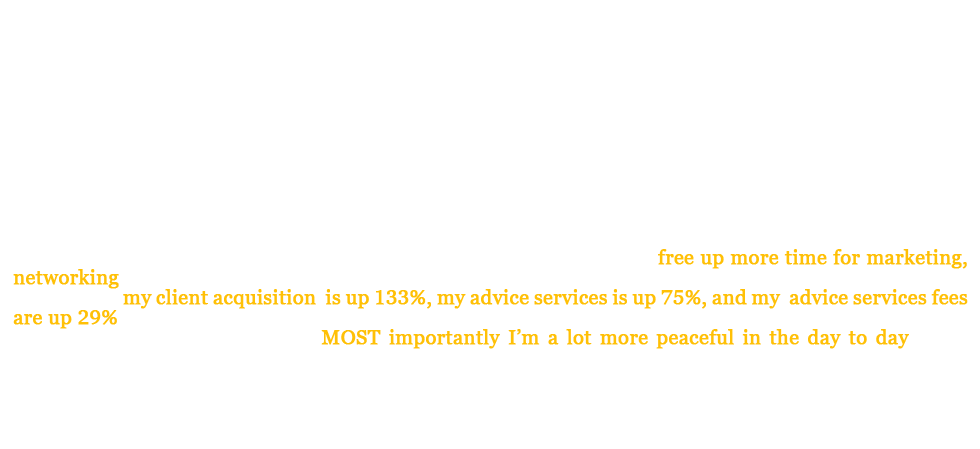 free up more time for marketing,
networking
my client acquisition is up 133%, my advice services is up 75%, and my advice services fees
are up 29%
MOST importantly I’m a lot more peaceful in the day to day